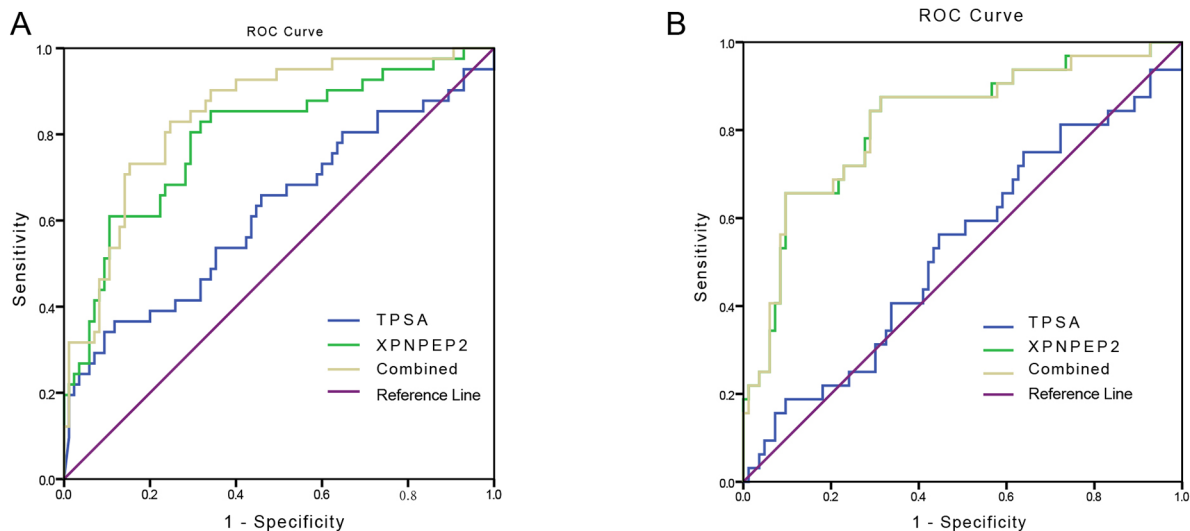 A
ROC Curve
1.0
0.8
0.6
0.4
0.2
0.0
Sensitivity
TPSA
XPNPEP2
Combined
Reference Line
0.0 0.2 0.4 0.6 0.8 1.0
1 - Specificity
B
ROC Curve
1.0
0.8
0.6
0.4
0.2
0.0
Sensitivity
TPSA
XPNPEP2
Combined
Reference Line
0.0 0.2 0.4 0.6 0.8 1.0
1 - Specificity